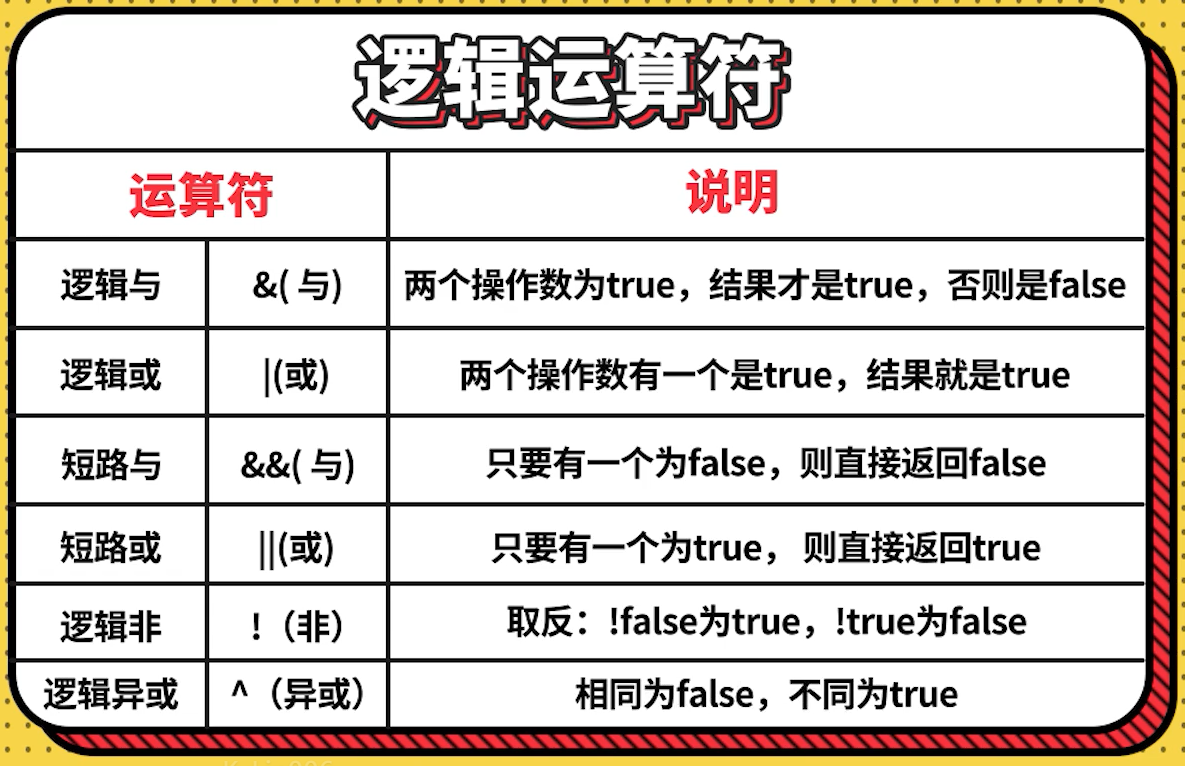 逻辑运算符
运算符 说明
逻辑与 &( 与) 两个操作数为true，结果才是true，否则是false
逻辑或 |(或) 两个操作数有一个是true，结果就是true
短路与 &&( 与) 只要有一个为false，则直接返回false
短路或 ||(或) 只要有一个为true， 则直接返回true
逻辑非 !（非） 取反：!false为true，!true为false
逻辑异或 ^（异或） 相同为false，不同为true